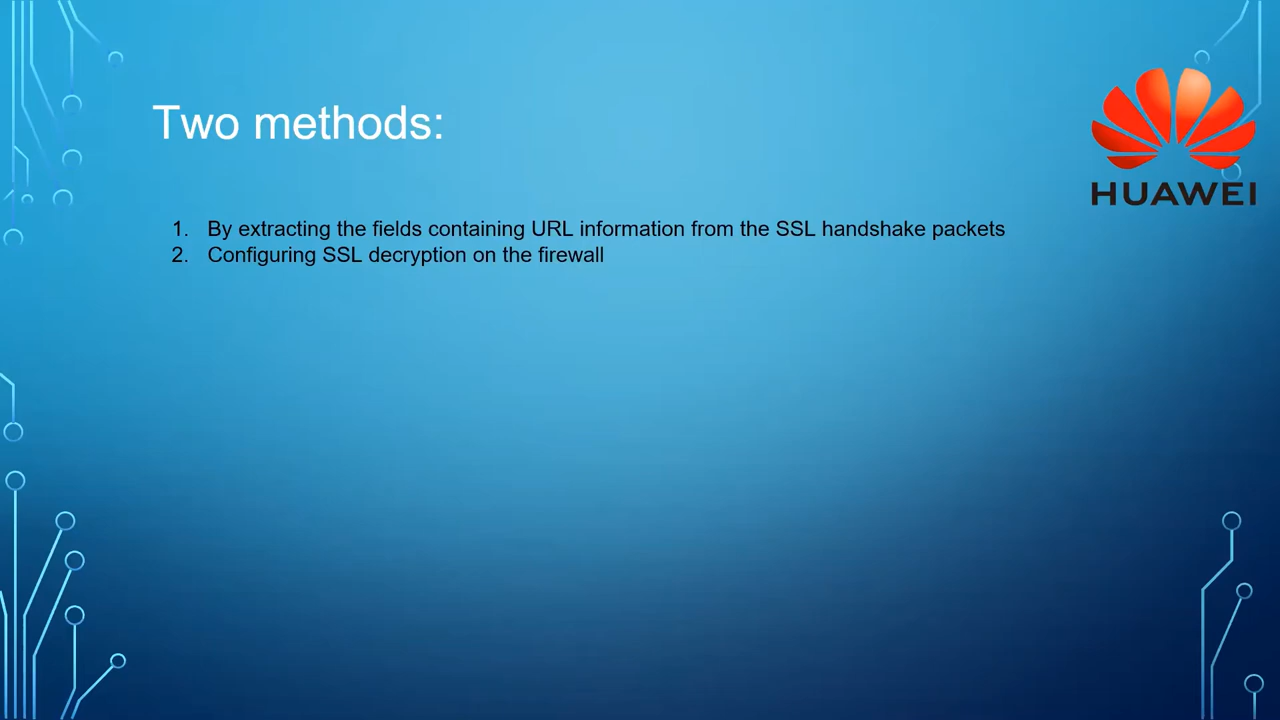 Two methods:
HUAWEI
1. By extracting the fields containing URL information from the SSL handshake packets
2. Configuring SSL decryption on the firewall